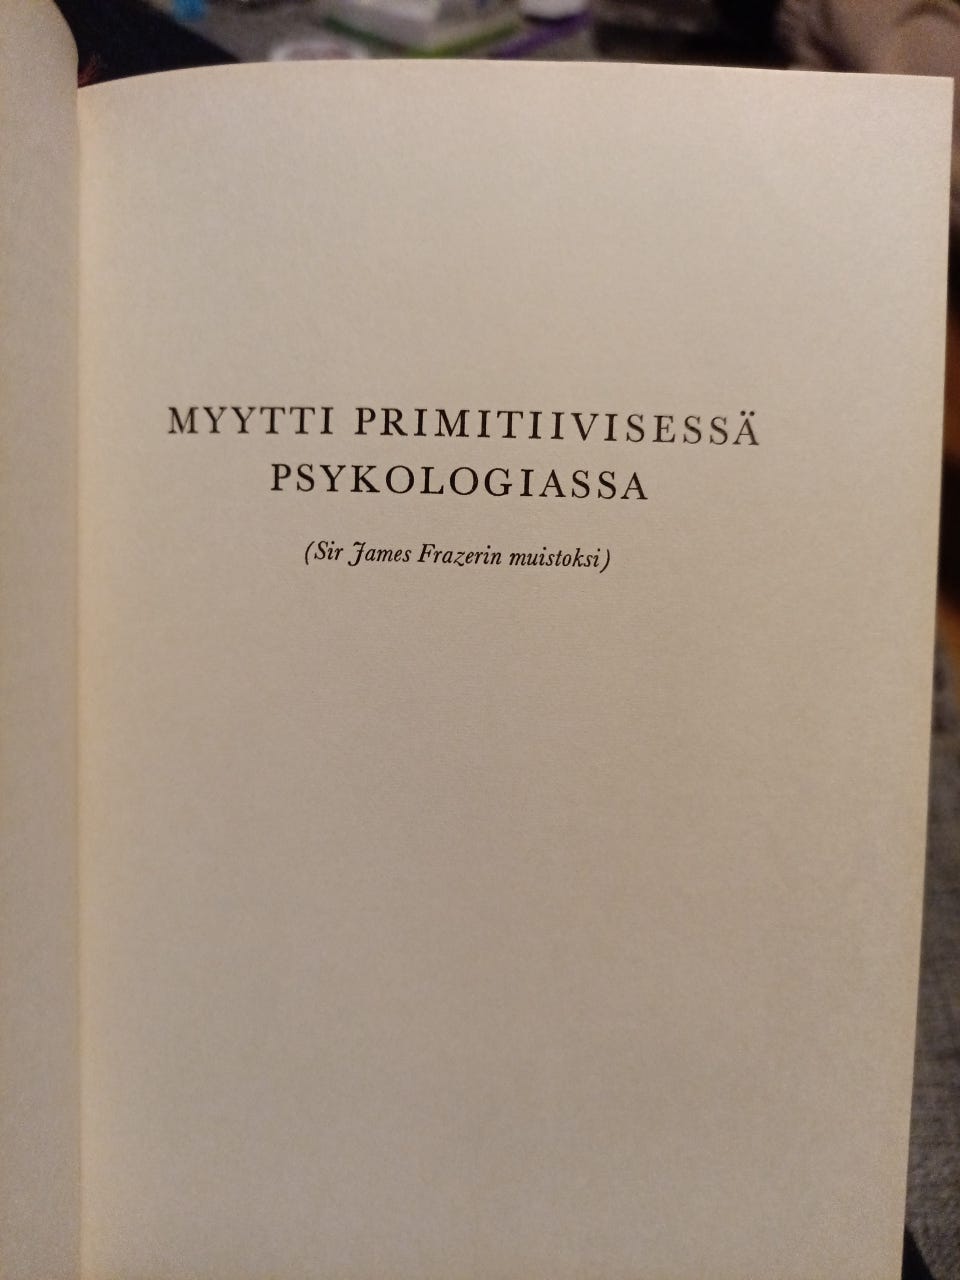 MYYTTI PRIMITIIVISESSÄ
PSYKOLOGIASSA
(Sir James Frazerin muistoksi)